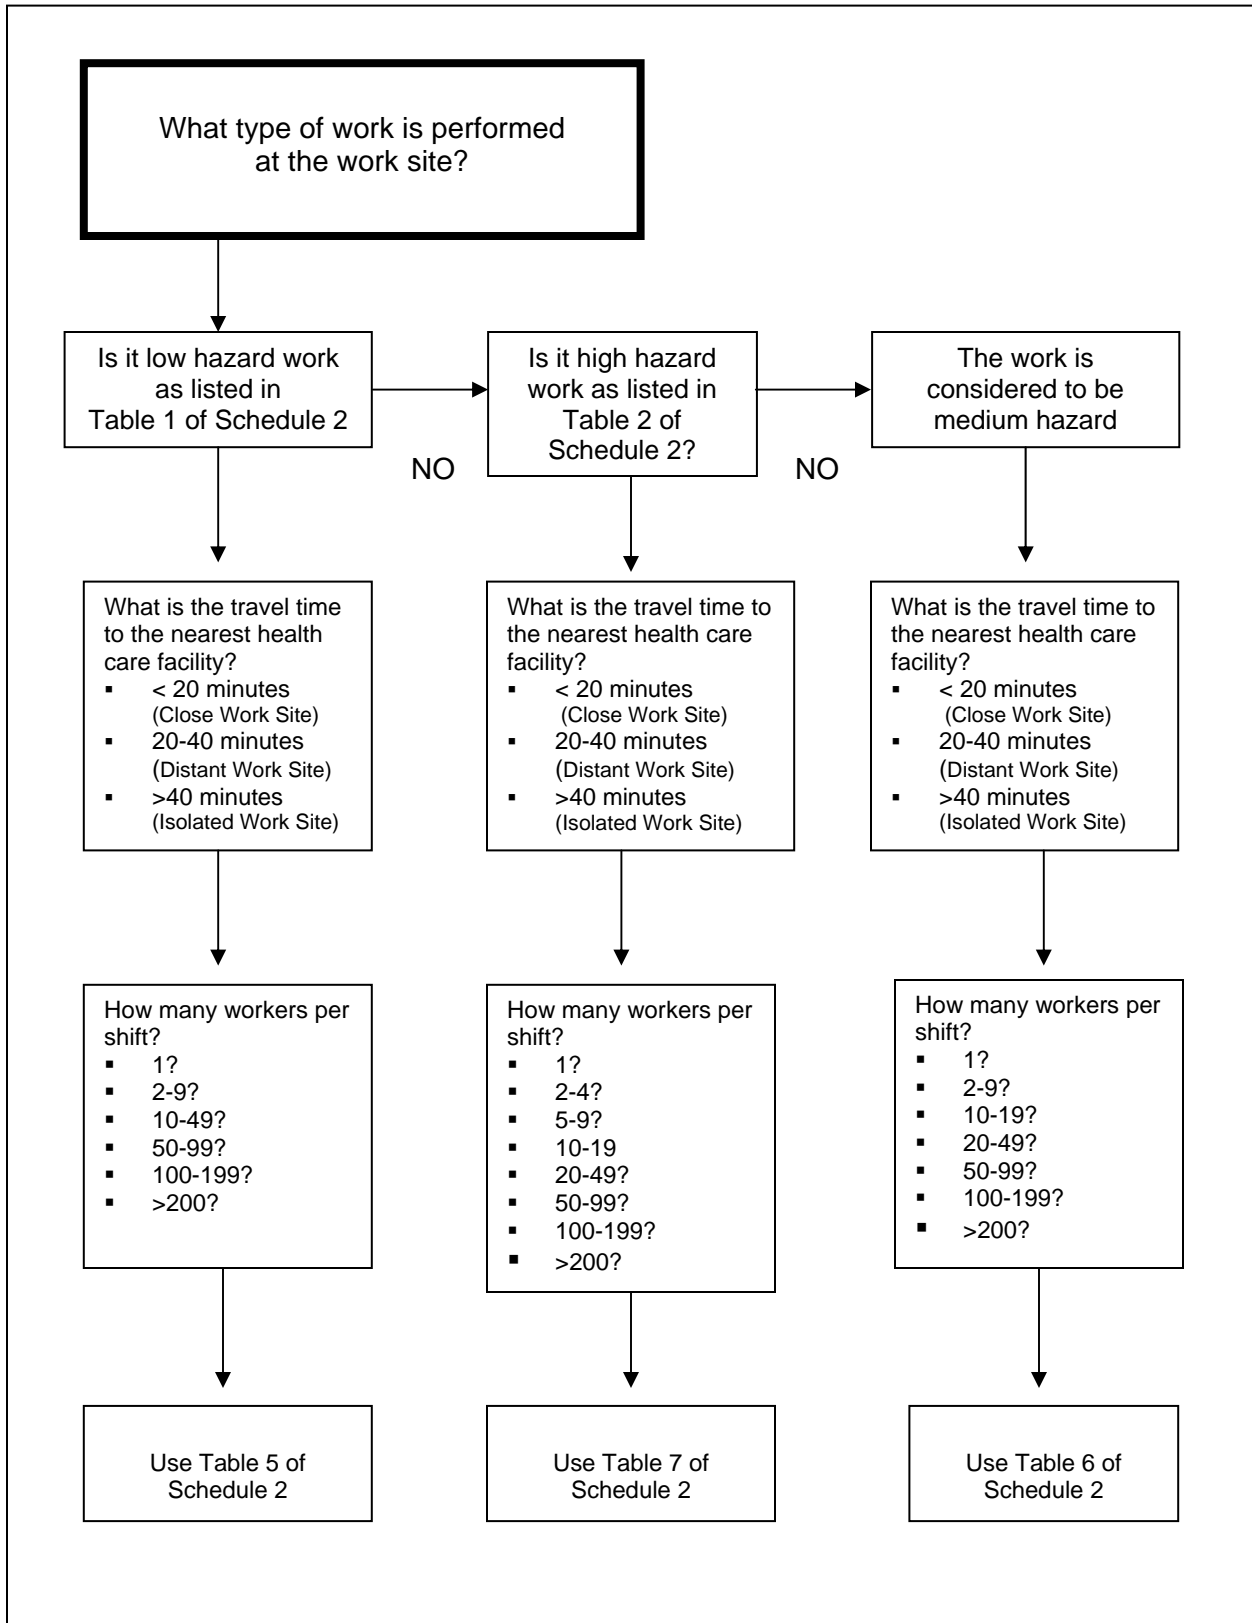 What type of work is performed
at the work site?
Is it low hazard work
as listed in
Table 1 of Schedule 2
NO
Is it high hazard
work as listed in
Table 2 of
Schedule 2?
NO
The work is
considered to be
medium hazard
What is the travel time
to the nearest health
care facility?
▪ < 20 minutes
(Close Work Site)
▪ 20-40 minutes
(Distant Work Site)
▪ >40 minutes
(Isolated Work Site)
What is the travel time to
the nearest health care
facility?
▪ < 20 minutes
(Close Work Site)
▪ 20-40 minutes
(Distant Work Site)
▪ >40 minutes
(Isolated Work Site)
What is the travel time to
the nearest health care
facility?
▪ < 20 minutes
(Close Work Site)
▪ 20-40 minutes
(Distant Work Site)
▪ >40 minutes
(Isolated Work Site)
How many workers per
shift?
▪ 1?
▪ 2-9?
▪ 10-49?
▪ 50-99?
▪ 100-199?
▪ >200?
How many workers per
shift?
▪ 1?
▪ 2-4?
▪ 5-9?
▪ 10-19
▪ 20-49?
▪ 50-99?
▪ 100-199?
▪ >200?
How many workers per
shift?
▪ 1?
▪ 2-9?
▪ 10-19?
▪ 20-49?
▪ 50-99?
▪ 100-199?
▪ >200?
Use Table 5 of
Schedule 2
Use Table 7 of
Schedule 2
Use Table 6 of
Schedule 2